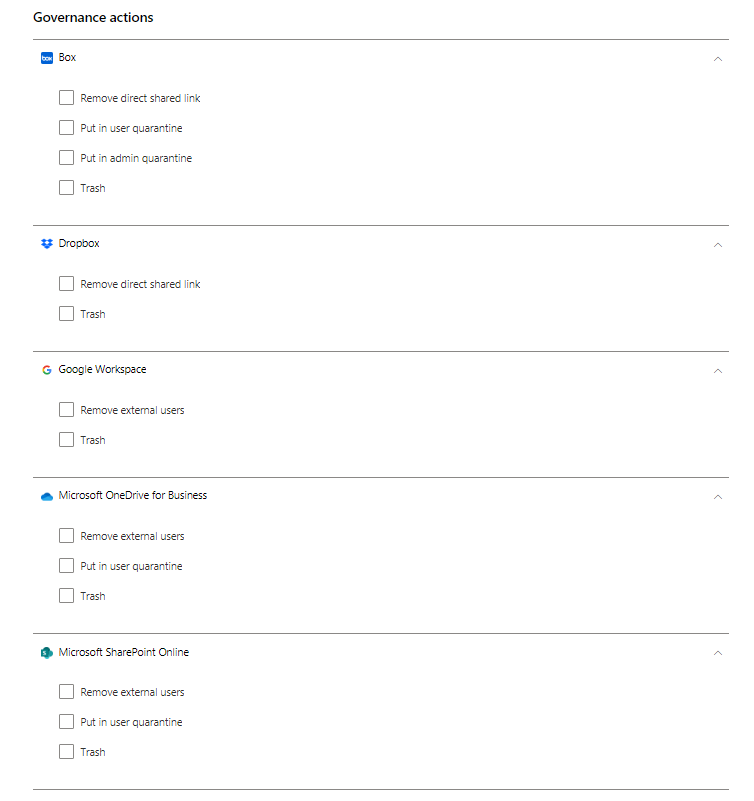 Governance actions
box Box
Remove direct shared link
Put in user quarantine
Put in admin quarantine
Trash
Dropbox
Remove direct shared link
Trash
G Google Workspace
Remove external users
Trash
Microsoft OneDrive for Business
Remove external users
Put in user quarantine
Trash
S Microsoft SharePoint Online
Remove external users
Put in user quarantine
Trash